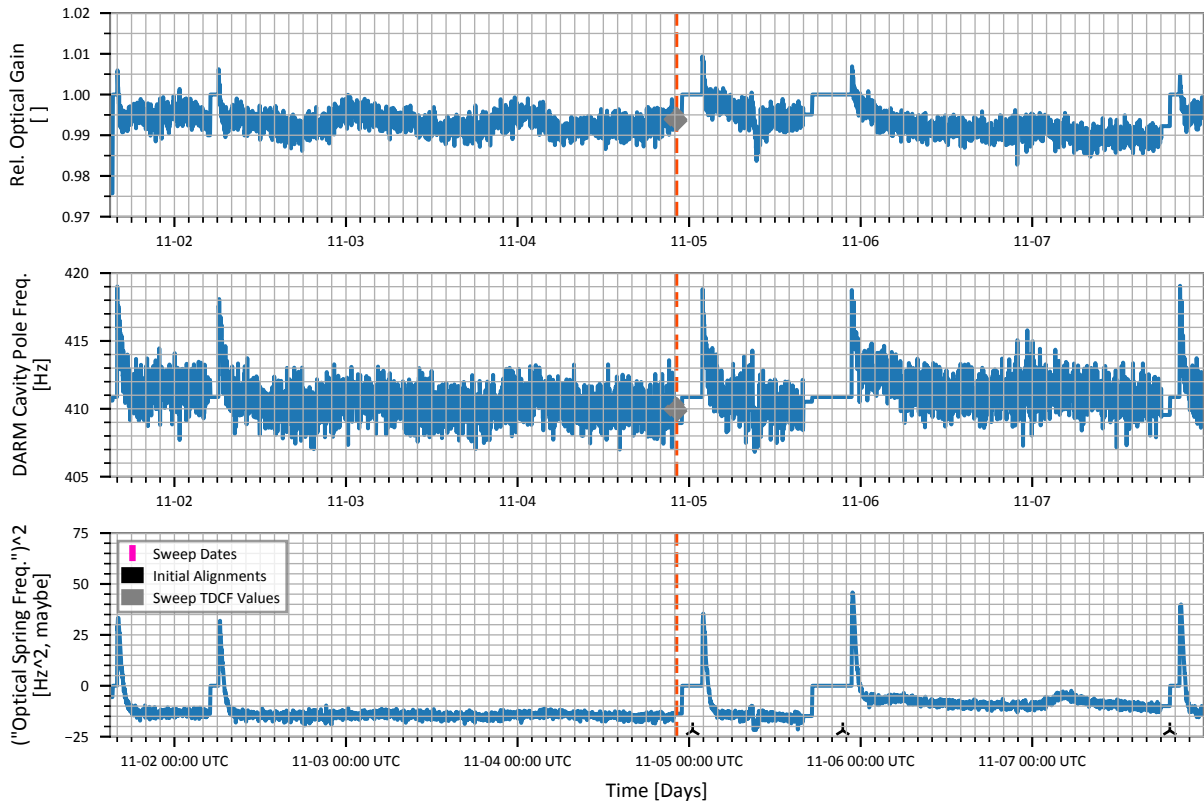 1.02
1.01
1.00
0.99
0.98
0.97
Rel. Optical Gain
[ ]
11-02 11-03 11-04 11-05 11-06 11-07
420
415
410
405
DARM Cavity Pole Freq.
[Hz]
11-02 11-03 11-04 11-05 11-06 11-07
75
50
25
0
−25
("Optical Spring Freq.")^2
[Hz^2, maybe]
Sweep Dates
Initial Alignments
Sweep TDCF Values
11-02 00:00 UTC 11-03 00:00 UTC 11-04 00:00 UTC 11-05 00:00 UTC 11-06 00:00 UTC 11-07 00:00 UTC
Time [Days]